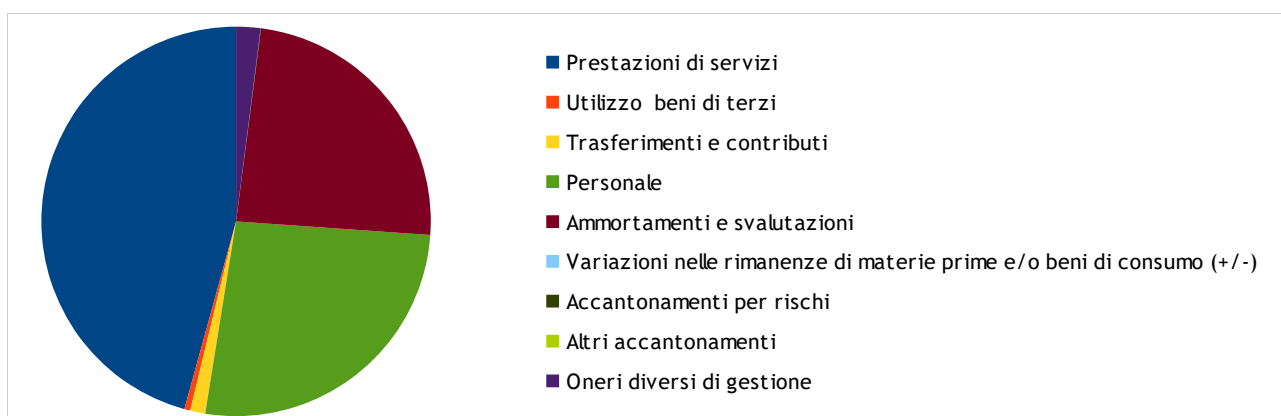 Prestazioni di servizi
Utilizzo beni di terzi
Trasferimenti e contributi
Personale
Ammortamenti e svalutazioni
Variazioni nelle rimanenze di materie prime e/o beni di consumo (+/-)
Accantonamenti per rischi
Altri accantonamenti
Oneri diversi di gestione